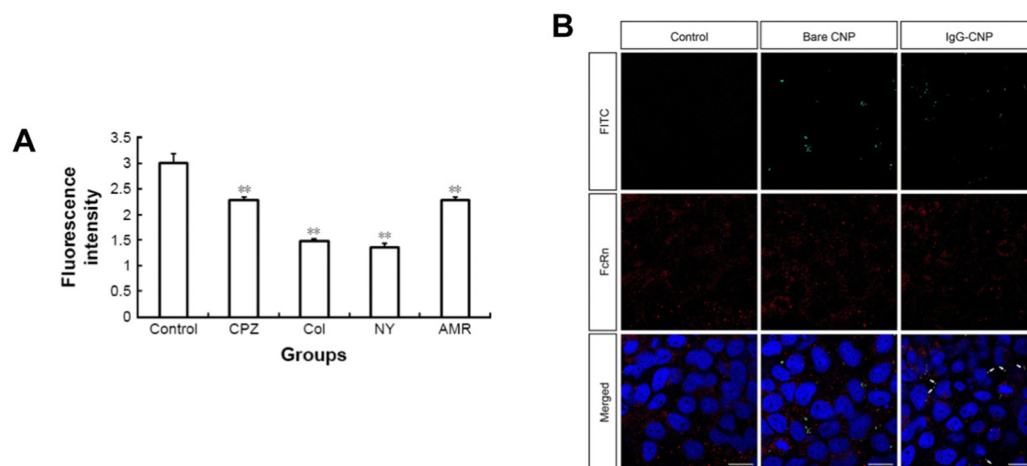 A
Fluorescence
intensity
3.5
3
2.5
2
1.5
1
0.5
0
**
**
**
**
Control CPZ Col NY AMR
Groups
B
Control Bare CNP IgG-CNP
FITC
FcRn
Merged